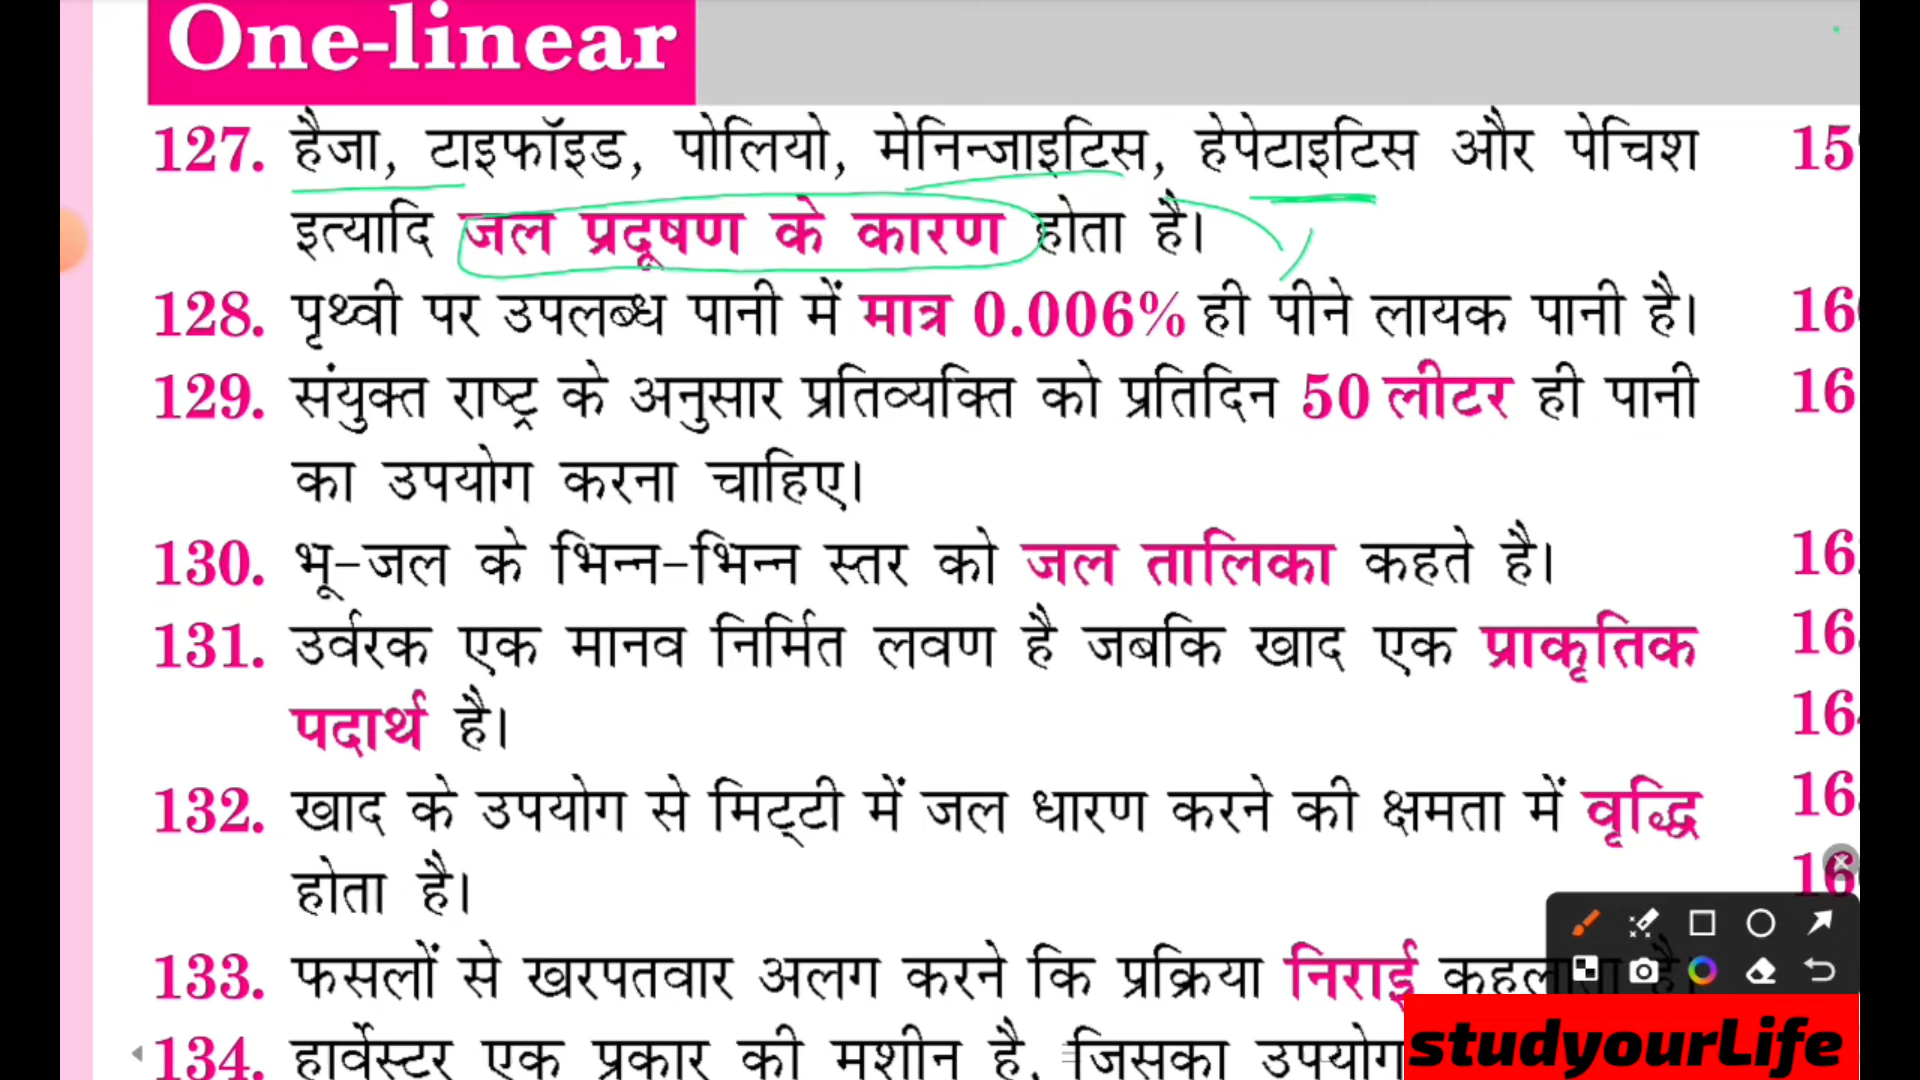 One-linear
127. हैजा, टाइफॉइड, पोलियो, मेनिन्जाइटिस, हेपेटाइटिस और पेचिश
इत्यादि जल प्रदूषण के कारण होता है।
128. पृथ्वी पर उपलब्ध पानी में मात्र 0.006% ही पीने लायक पानी है।
129. संयुक्त राष्ट्र के अनुसार प्रतिव्यक्ति को प्रतिदिन 50 लीटर ही पानी
का उपयोग करना चाहिए।
130. भू-जल के भिन्न-भिन्न स्तर को जल तालिका कहते है।
131. उर्वरक एक मानव निर्मित लवण है जबकि खाद एक प्राकृतिक
पदार्थ है।
132. खाद के उपयोग से मिट्टी में जल धारण करने की क्षमता में वृद्धि
होता है।
133. फसलों से खरपतवार अलग करने कि प्रक्रिया निराई
134. हार्वेस्टर एक प्रकार की मशीन है, जिसका उपयोग
studyourLife